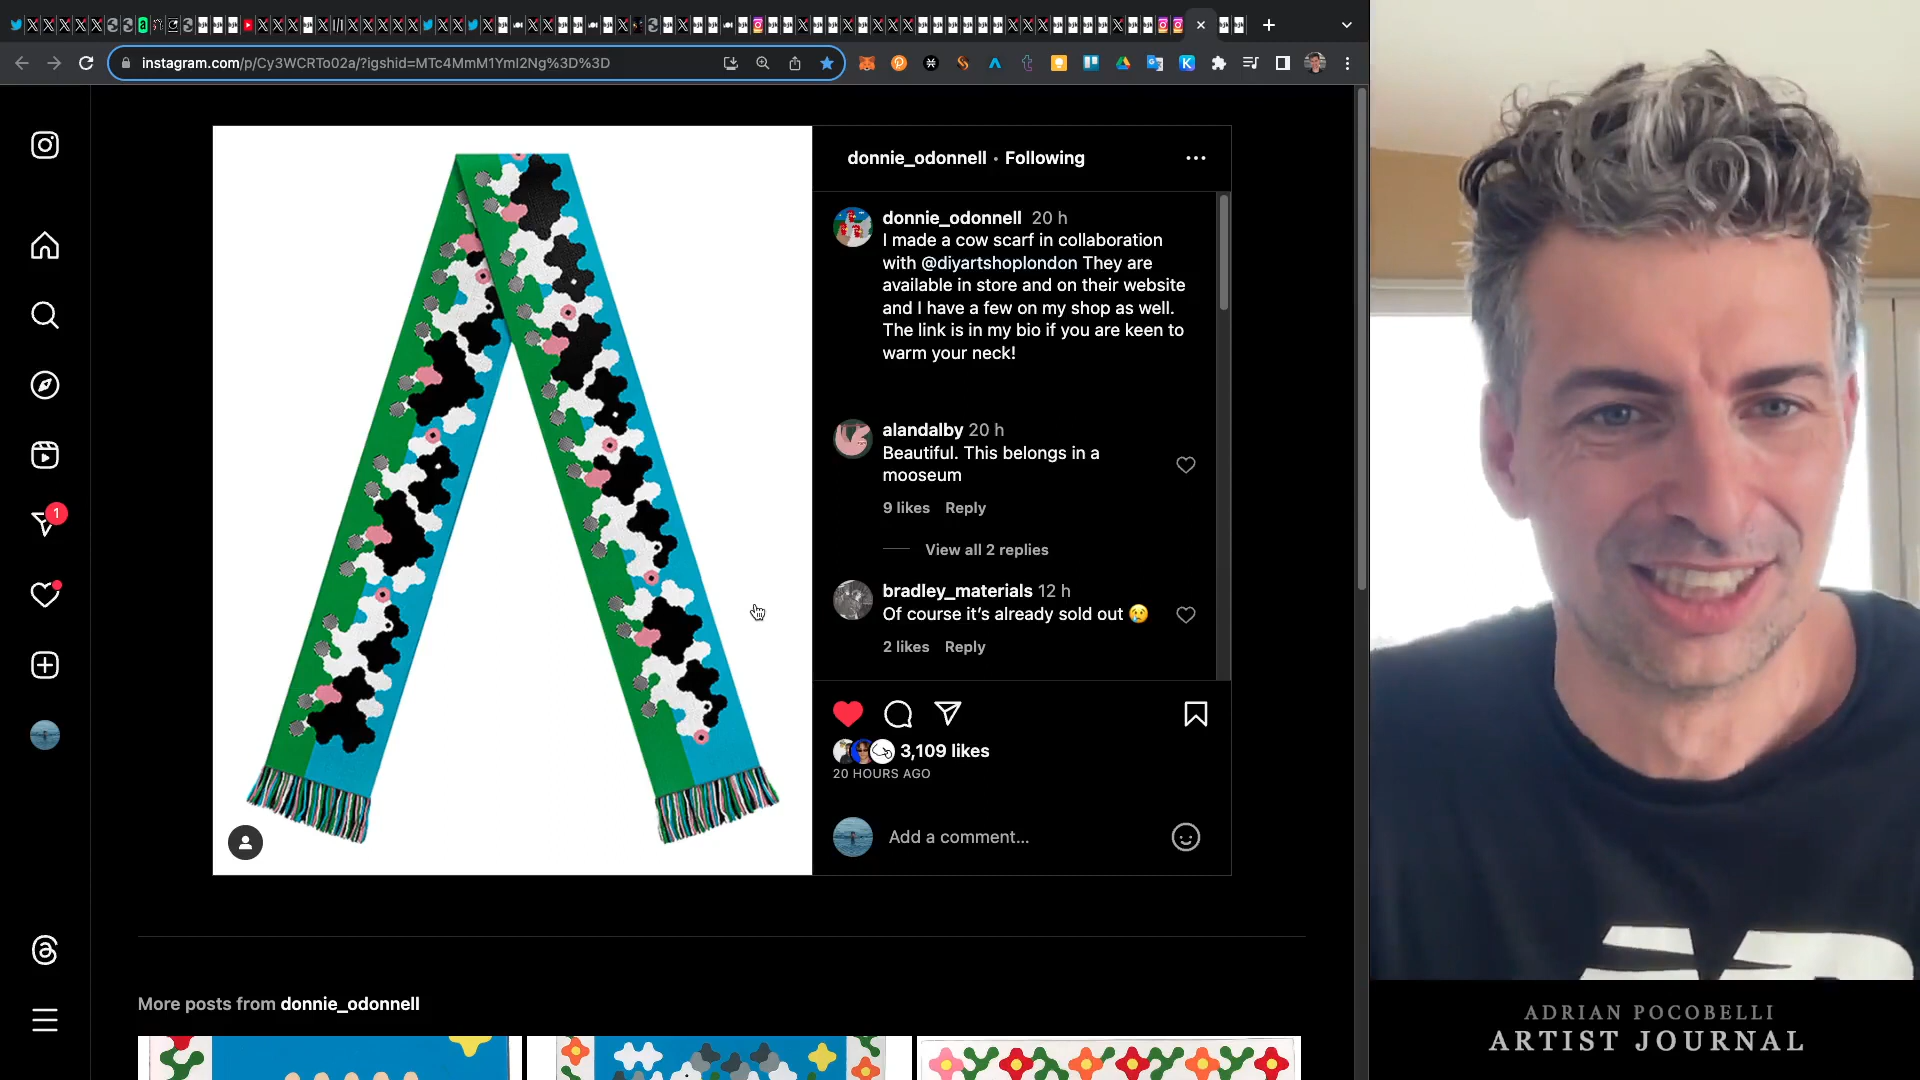 instagram.com/p/Cy3WCRTo02a/?igshid=MTc4MmM1YmI2Ng%3D%3D
donnie_odonnell • Following
donnie_odonnell 20 h
I made a cow scarf in collaboration
with @diyartshoplondon They are
available in store and on their website
and I have a few on my shop as well.
The link is in my bio if you are keen to
warm your neck!
alandalby 20 h
Beautiful. This belongs in a
mooseum
9 likes Reply
View all 2 replies
bradley_materials 12 h
Of course it's already sold out 😢
2 likes Reply
3,109 likes
20 HOURS AGO
Add a comment...
1
More posts from donnie_odonnell
ADRIAN POCOBELLI
ARTIST JOURNAL